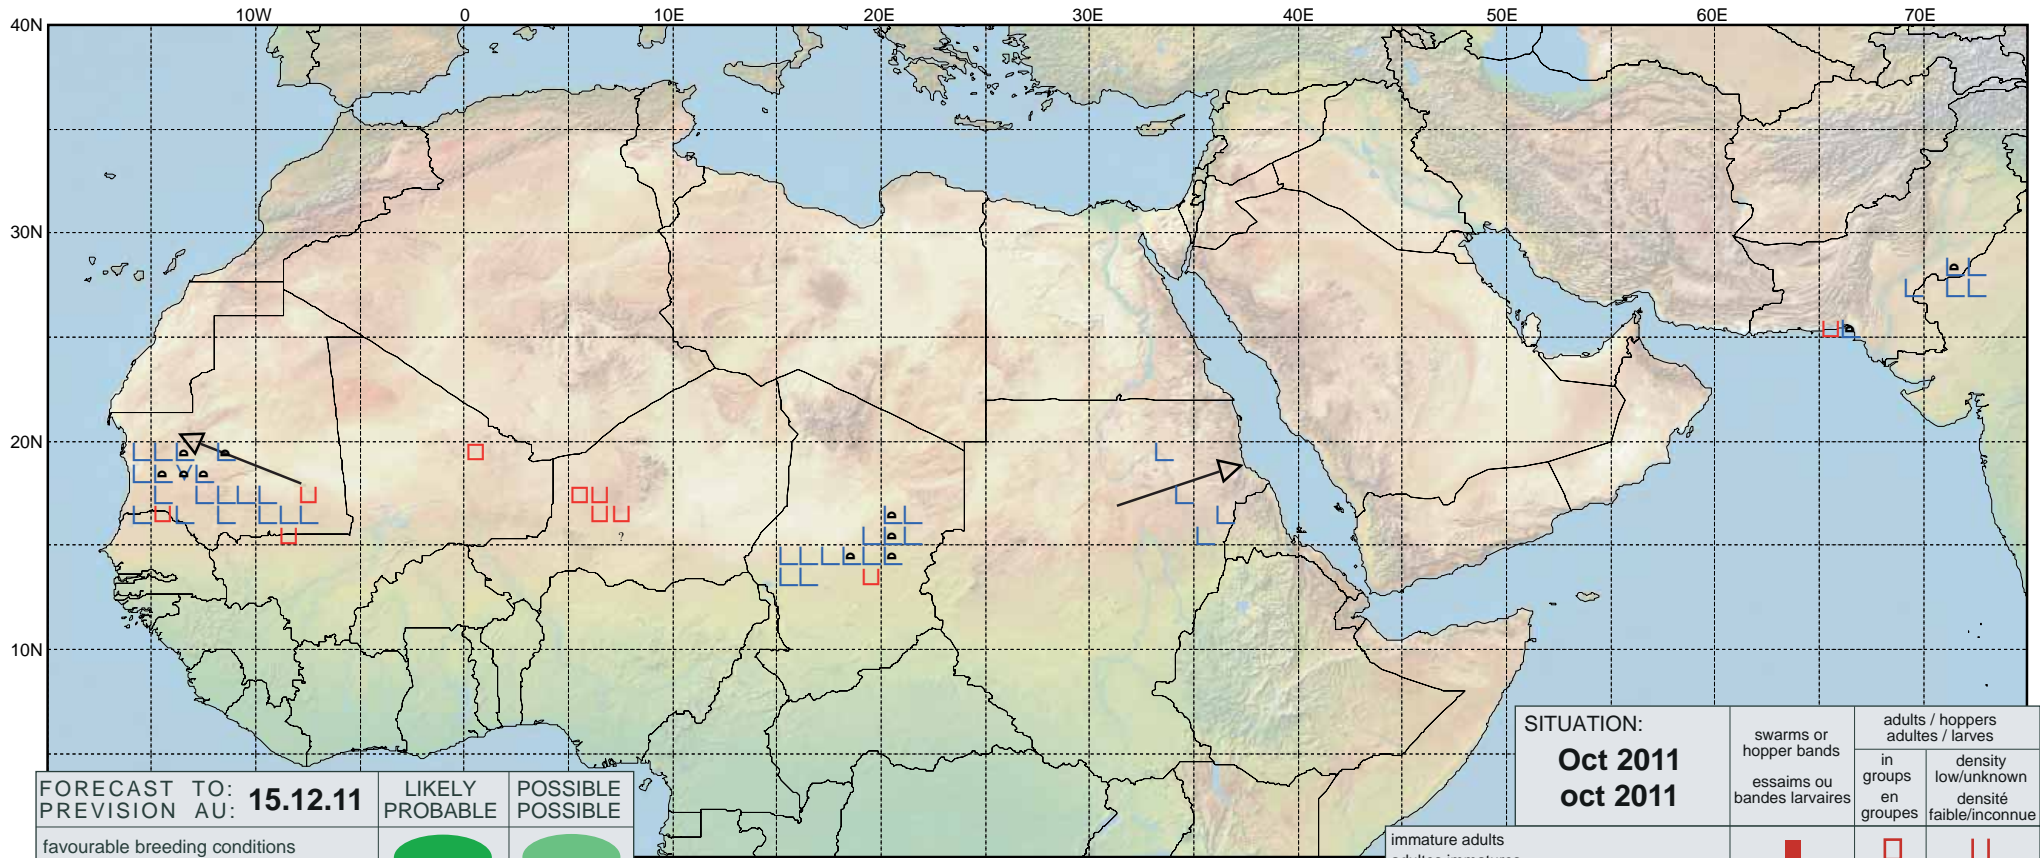 10W 0 10E 20E 30E 40E 50E 60E 70E
40N
30N
20N
10N
D
D
D D D D
D
D
D D
D
?
SITUATION:
Oct 2011
oct 2011
swarms or
hopper bands
essaims ou
bandes larvaires
adults / hoppers
adultes / larves
in
groups
en
groupes
density
low/unknown
densité
faible/inconnue
immature adults
FORECAST TO:
PREVISION AU:
15.12.11
LIKELY
PROBABLE
POSSIBLE
POSSIBLE
favourable breeding conditions